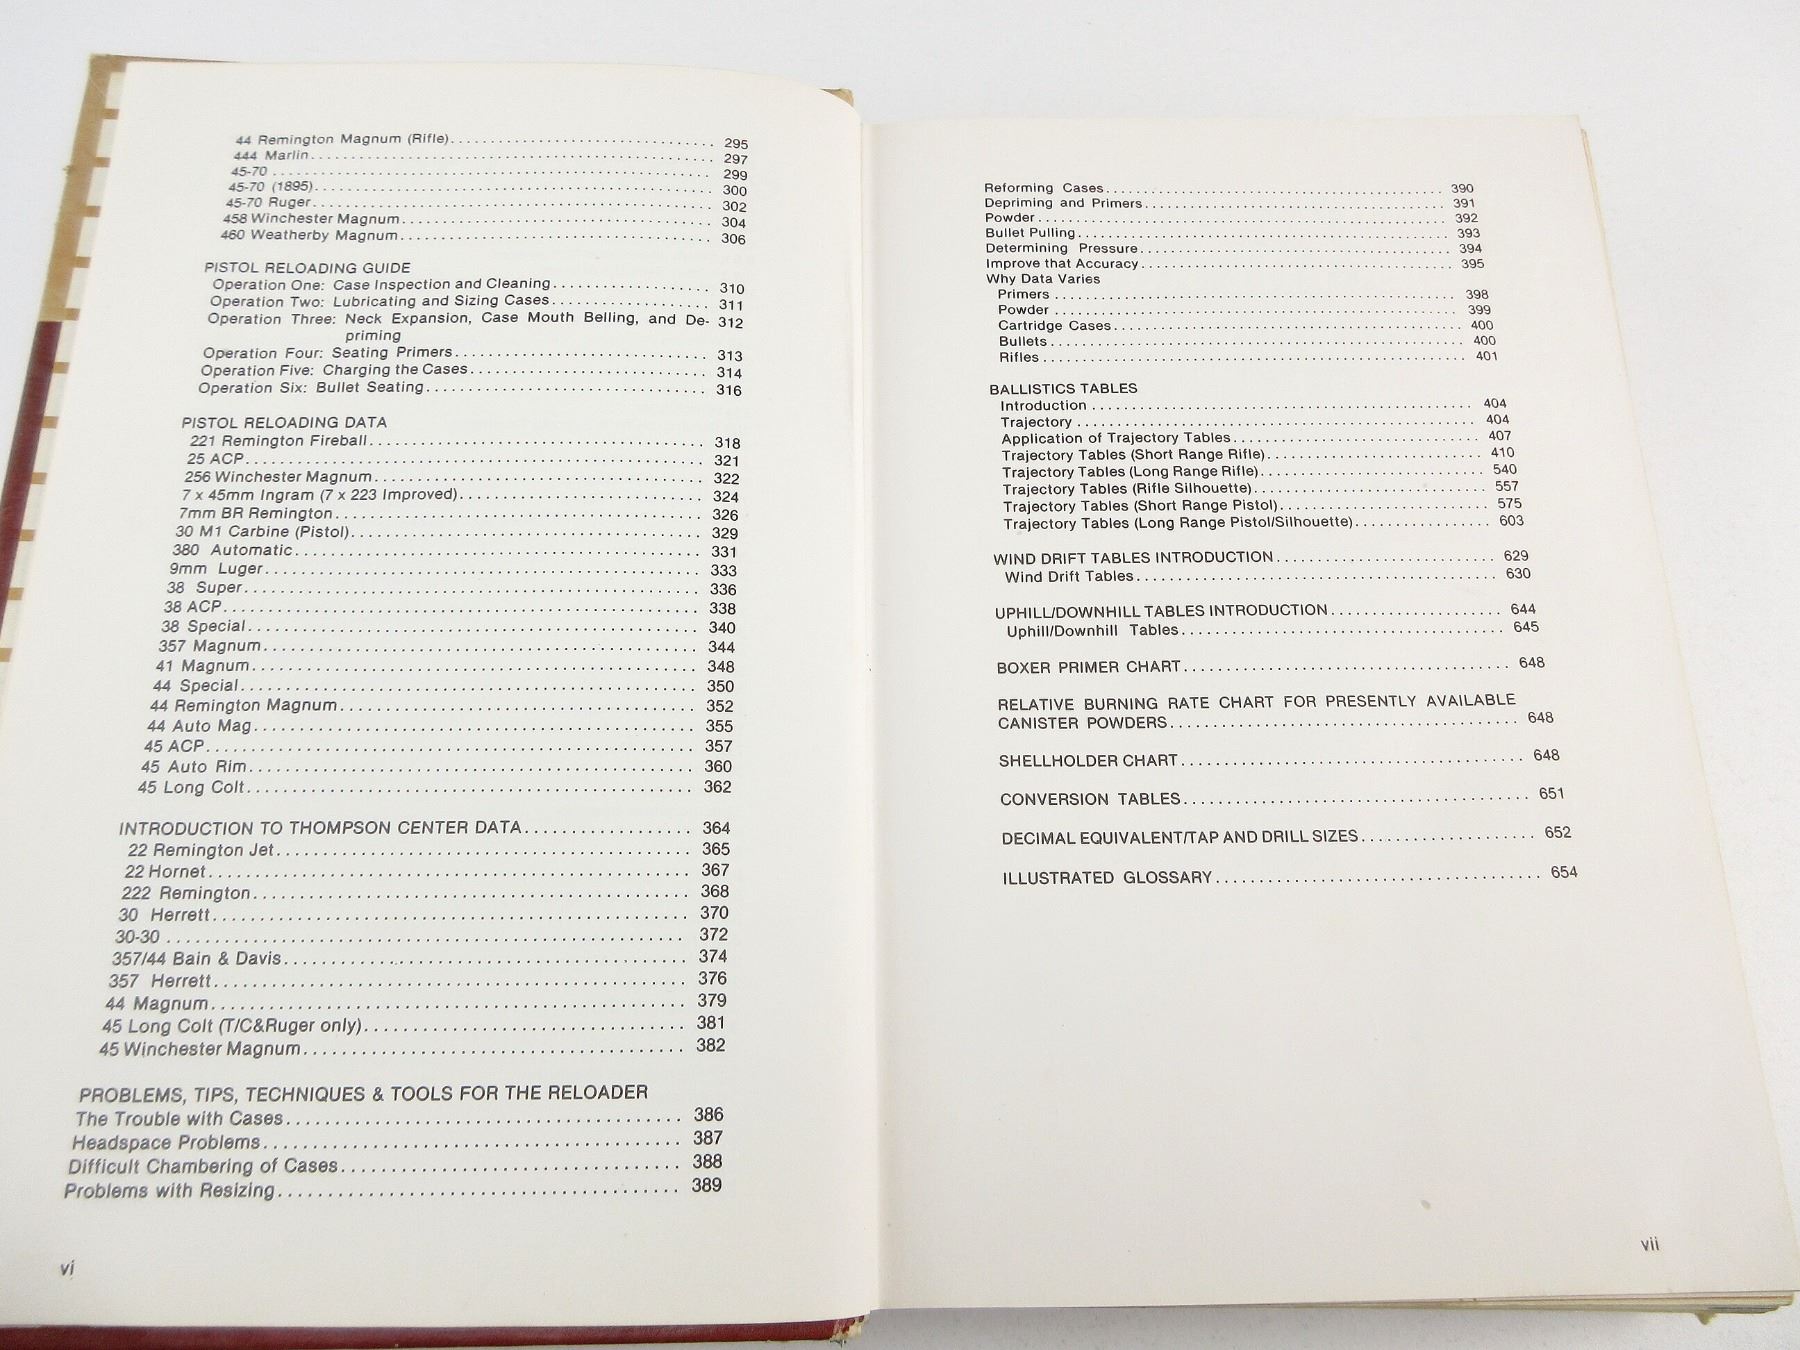 44 Remington Magnum (Rifle) 295
444 Marlin 297
45-70 299
45-70 (1895) 300
45-70 Ruger 302
458 Winchester Magnum 304
460 Weatherby Magnum 306
PISTOL RELOADING GUIDE
Operation One: Case Inspection and Cleaning 310
Operation Two: Lubricating and Sizing Cases 311
Operation Three: Neck Expansion, Case Mouth Belling, and De- 312
priming
Operation Four: Seating Primers 313
Operation Five: Charging the Cases 314
Operation Six: Bullet Seating 316
PISTOL RELOADING DATA
221 Remington Fireball 318
25 ACP 321
256 Winchester Magnum 322
7 x 45mm Ingram (7 x 223 Improved) 324
7mm BR Remington 326
30 M1 Carbine (Pistol) 329
380 Automatic 331
9mm Luger 333
38 Super 336
38 ACP 338
38 Special 340
357 Magnum 344
41 Magnum 348
44 Special 350
44 Remington Magnum 352
44 Auto Mag 355
45 ACP 357
45 Auto Rim 360
45 Long Colt 362
INTRODUCTION TO THOMPSON CENTER DATA 364
22 Remington Jet 365
22 Hornet 367
222 Remington 368
30 Herrett 370
30-30 372
357/44 Bain & Davis 374
357 Herrett 376
44 Magnum 379
45 Long Colt (T/C&Ruger only) 381
45 Winchester Magnum 382
PROBLEMS, TIPS, TECHNIQUES & TOOLS FOR THE RELOADER
The Trouble with Cases 386
Headspace Problems 387
Difficult Chambering of Cases 388
Problems with Resizing 389
vi
Reforming Cases 390
Depriming and Primers 391
Powder 392
Bullet Pulling 393
Determining Pressure 394
Improve that Accuracy 395
Why Data Varies
Primers 398
Powder 399
Cartridge Cases 400
Bullets 400
Rifles 401
BALLISTICS TABLES
Introduction 404
Trajectory 404
Application of Trajectory Tables 407
Trajectory Tables (Short Range Rifle) 410
Trajectory Tables (Long Range Rifle) 540
Trajectory Tables (Rifle Silhouette) 557
Trajectory Tables (Short Range Pistol) 575
Trajectory Tables (Long Range Pistol/Silhouette) 603
WIND DRIFT TABLES INTRODUCTION 629
Wind Drift Tables 630
UPHILL/DOWNHILL TABLES INTRODUCTION 644
Uphill/Downhill Tables 645
BOXER PRIMER CHART 648
RELATIVE BURNING RATE CHART FOR PRESENTLY AVAILABLE
CANISTER POWDERS 648
SHELLHOLDER CHART 648
CONVERSION TABLES 651
DECIMAL EQUIVALENT/TAP AND DRILL SIZES 652
ILLUSTRATED GLOSSARY 654
vii